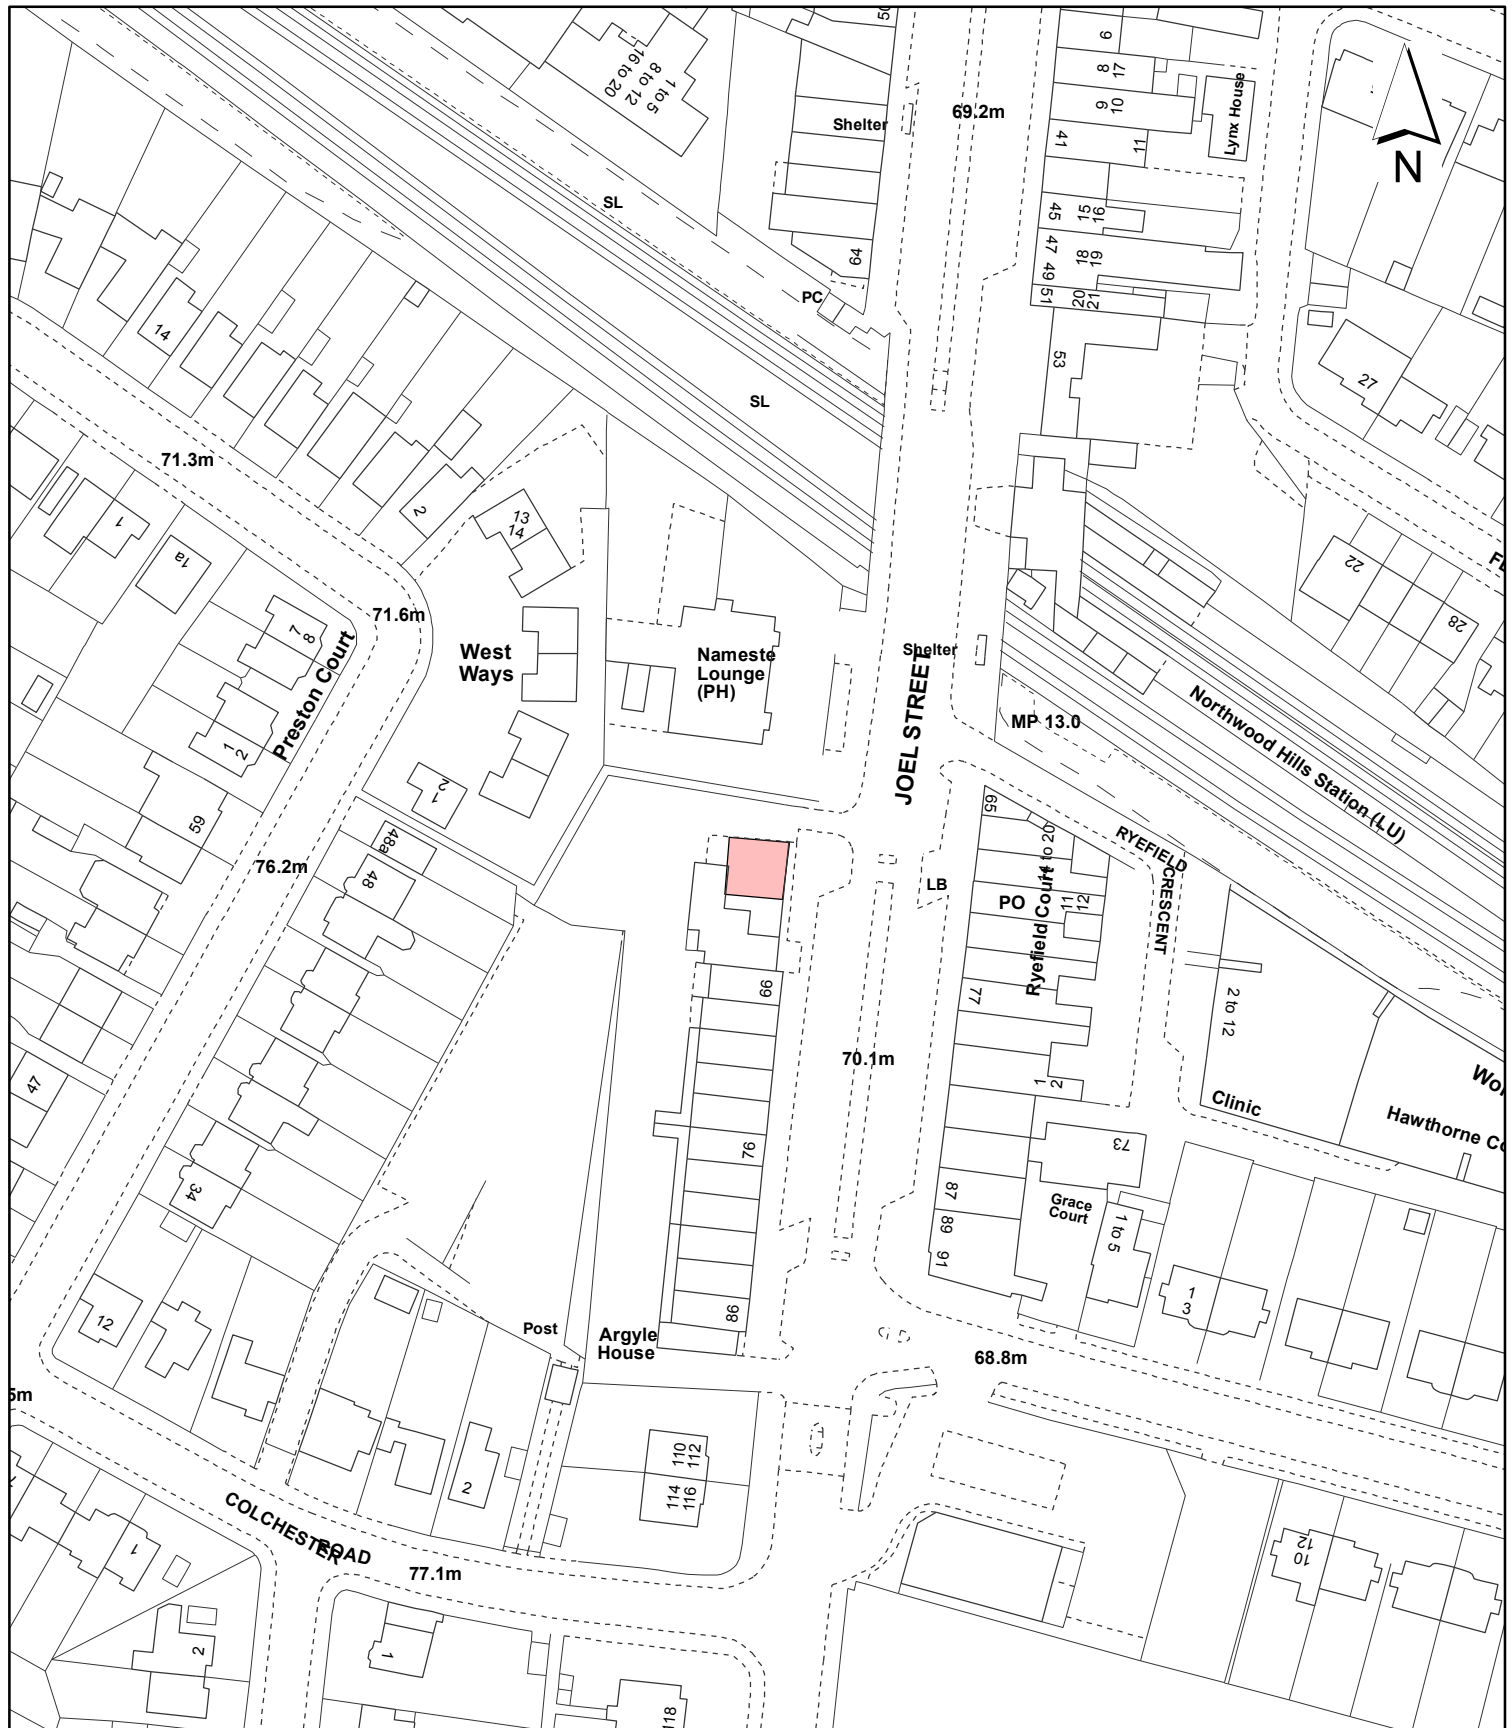 50
6
8
17
9
10
41
11
Lynx House
N
1 to 5
8 to 12
16 to 20
Shelter
69.2m
SL
64
PC
45
15
16
47
18
19
49
51
20
21
53
27
14
SL
71.3m
2
13
14
1
1a
22
28
71.6m
7
8
Preston Court
1
2
West
Ways
Nameste
Lounge
(PH)
Shelter
JOEL STREET
MP 13.0
Northwood Hills Station (LU)
1
2
59
48a
48
76.2m
65
14 to 20
RYEFIELD
CRESCENT
LB
PO
11
12
Ryefield Court
66
77
2 to 12
70.1m
47
1
2
Clinic
Hawthorne Co
76
73
34
87
89
91
Grace
Court
1 to 5
1
3
12
86
Post
Argyle
House
68.8m
5m
110
112
114
116
2
COLCHESTER
ROAD
77.1m
1
10
12
2
1
118